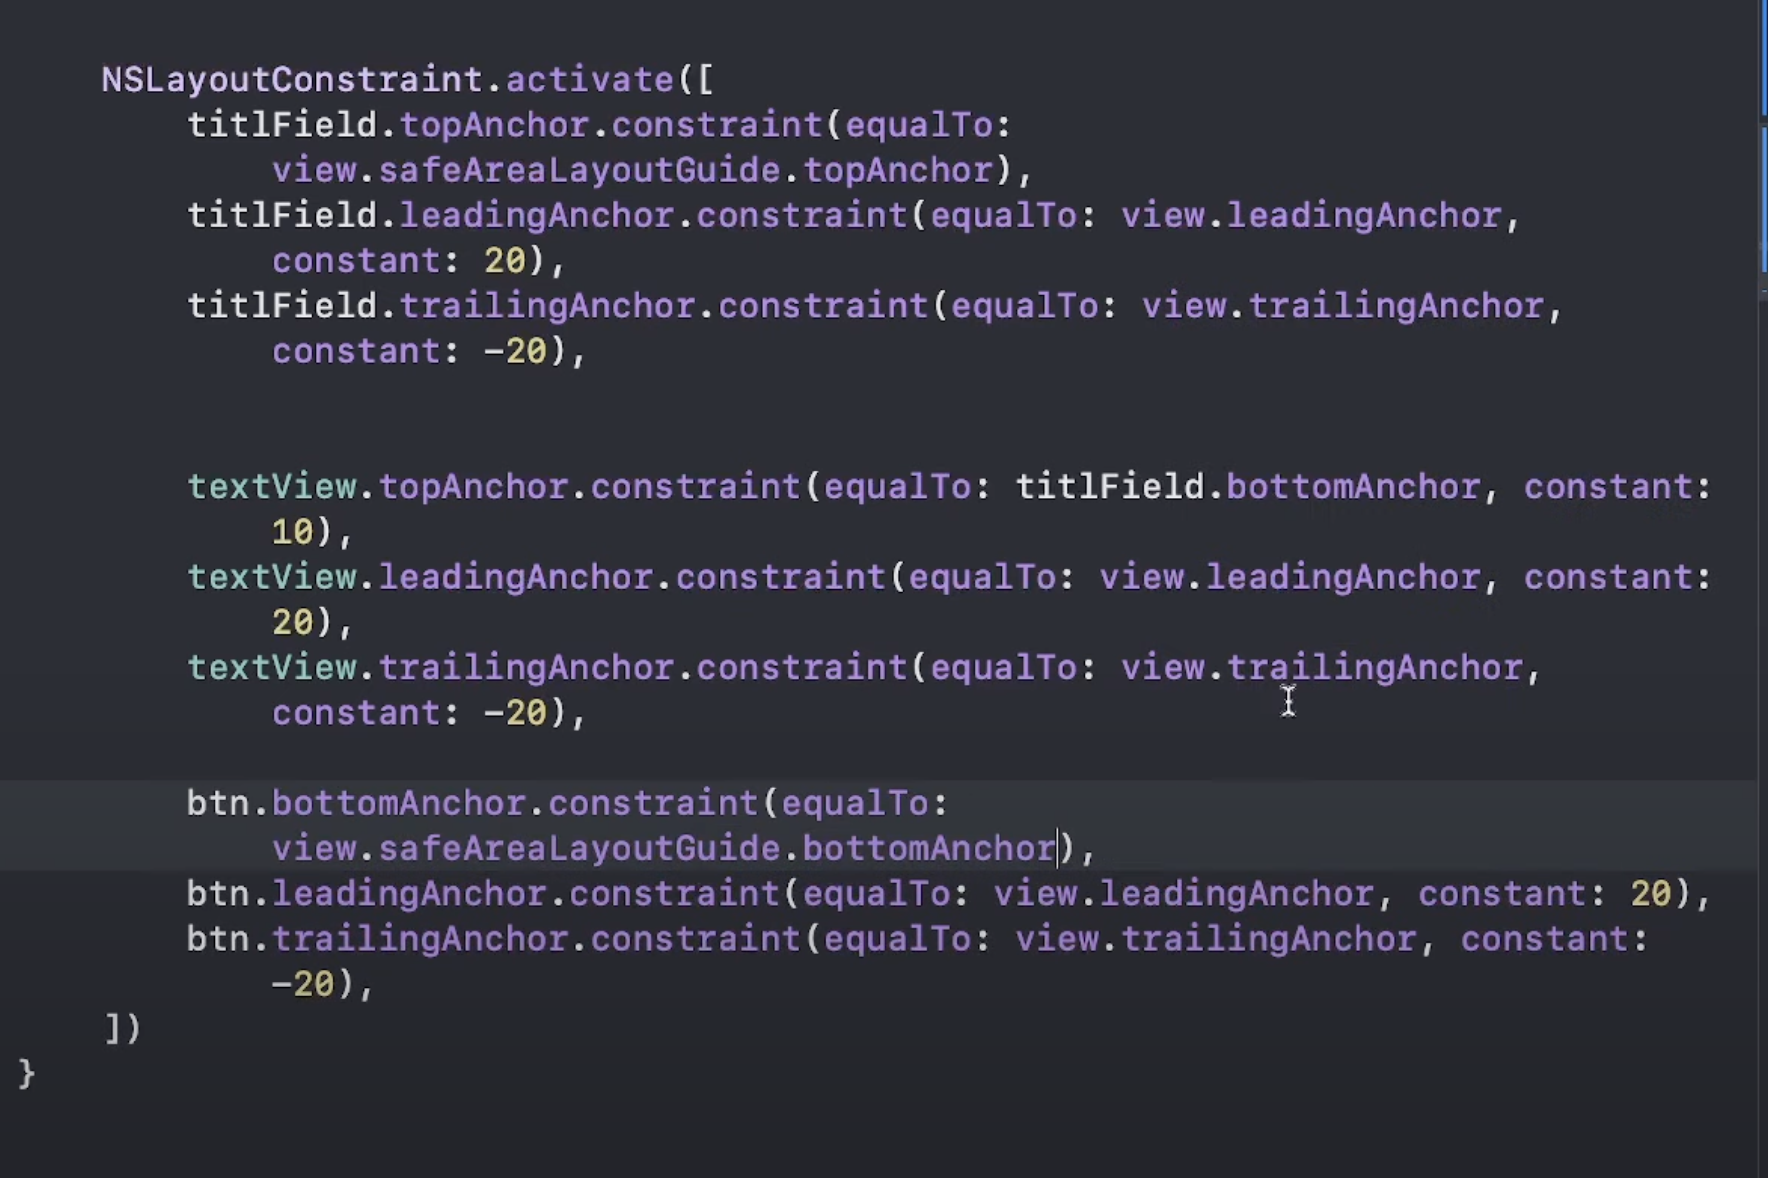 NSLayoutConstraint.activate([
titlField.topAnchor.constraint(equalTo:
view.safeAreaLayoutGuide.topAnchor),
titlField.leadingAnchor.constraint(equalTo: view.leadingAnchor,
constant: 20),
titlField.trailingAnchor.constraint(equalTo: view.trailingAnchor,
constant: -20),
textView.topAnchor.constraint(equalTo: titlField.bottomAnchor, constant:
10),
textView.leadingAnchor.constraint(equalTo: view.leadingAnchor, constant:
20),
textView.trailingAnchor.constraint(equalTo: view.trailingAnchor,
constant: -20),
btn.bottomAnchor.constraint(equalTo:
view.safeAreaLayoutGuide.bottomAnchor),
btn.leadingAnchor.constraint(equalTo: view.leadingAnchor, constant: 20),
btn.trailingAnchor.constraint(equalTo: view.trailingAnchor, constant:
-20),
])
}